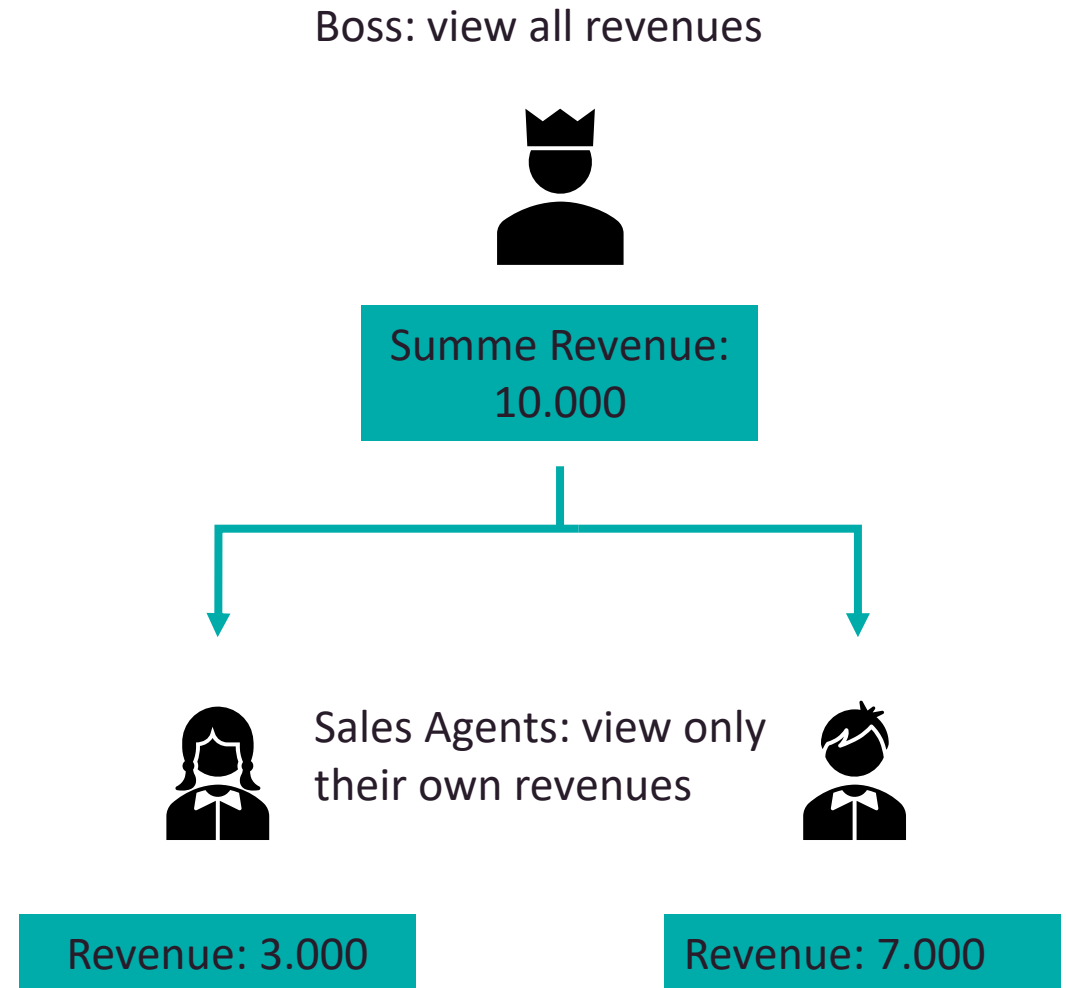 Boss: view all revenues
Summe Revenue:
10.000
Sales Agents: view only
their own revenues
Revenue: 3.000
Revenue: 7.000